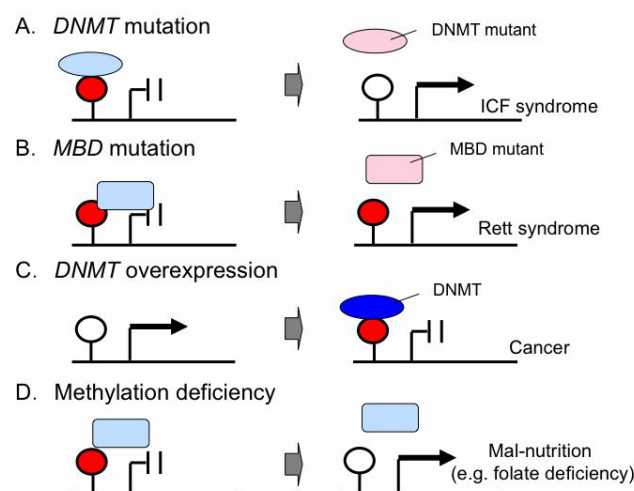 A. DNMT mutation
DNMT mutant
ICF syndrome
B. MBD mutation
MBD mutant
Rett syndrome
C. DNMT overexpression
DNMT
Cancer
D. Methylation deficiency
Mal-nutrition
(e.g. folate deficiency)